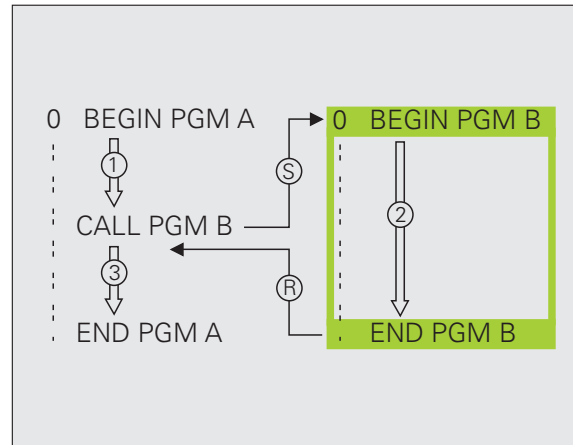 0 BEGIN PGM A
1
CALL PGM B
3
END PGM A
S
R
0 BEGIN PGM B
2
END PGM B